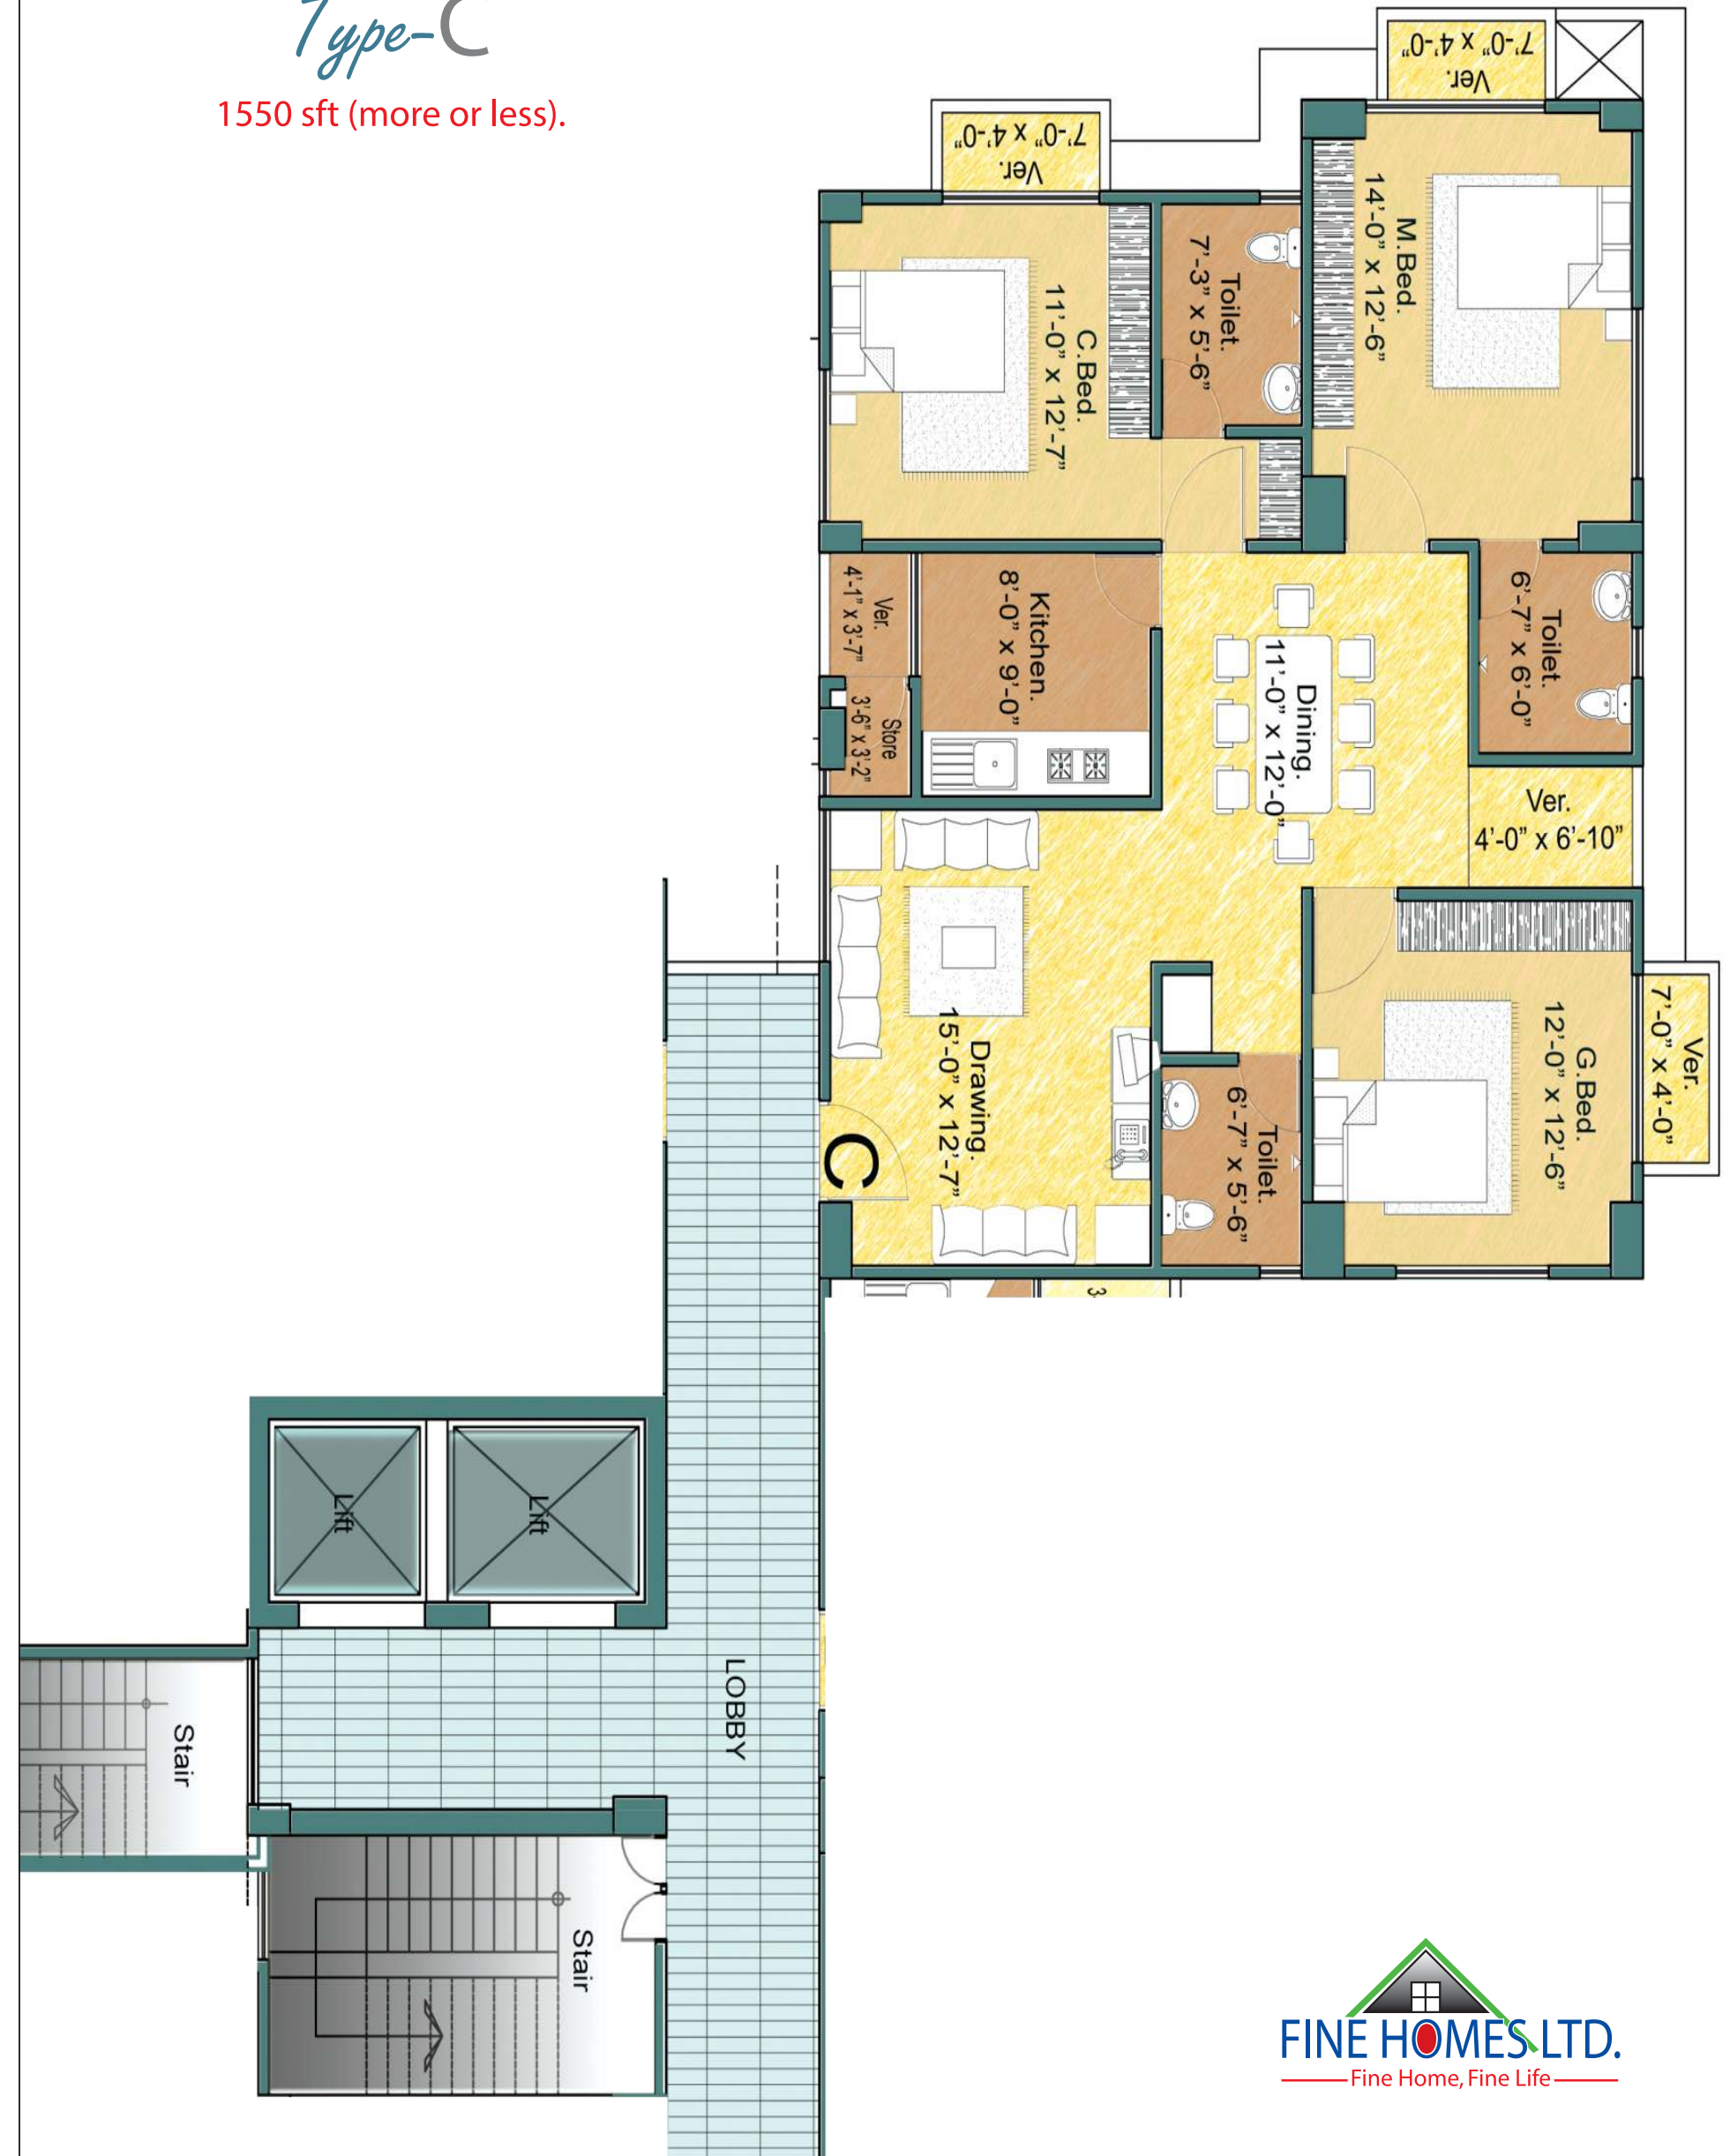 Type-C
1550 sft (more or less).
Ver.
7'-0" x 4'-0"
Ver.
7'-0" x 4'-0"
M.Bed.
14'-0" x 12'-6"
Toilet.
7'-3" x 5'-6"
C.Bed.
11'-0" x 12'-7"
Toilet.
6'-7" x 6'-0"
Kitchen.
8'-0" x 9'-0"
Ver.
4'-1" x 3'-7"
Store
3'-6" x 3'-2"
Dining.
11'-0" x 12'-0"
Ver.
4'-0" x 6'-10"
Ver.
7'-0" x 4'-0"
G.Bed.
12'-0" x 12'-6"
Drawing.
15'-0" x 12'-7"
Toilet.
6'-7" x 5'-6"
C
3
Lift
Lift
LOBBY
Stair
Stair
FINE HOMES LTD.
Fine Home, Fine Life